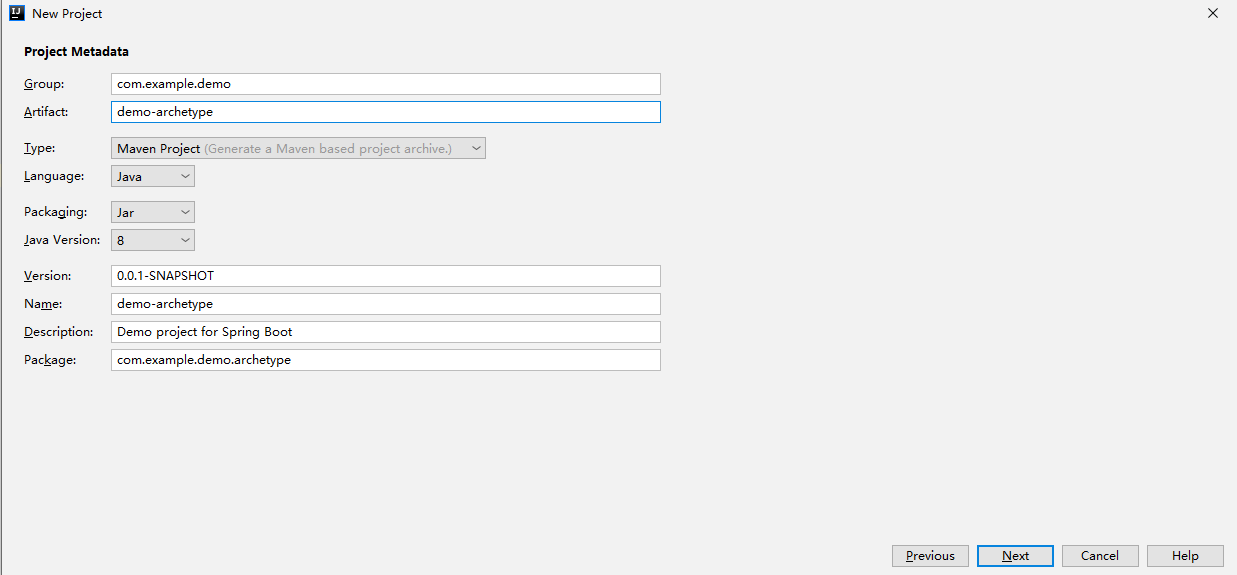 IJ New Project
Project Metadata
Group: com.example.demo
Artifact: demo-archetype
Type: Maven Project (Generate a Maven based project archive.)
Language: Java
Packaging: Jar
Java Version: 8
Version: 0.0.1-SNAPSHOT
Name: demo-archetype
Description: Demo project for Spring Boot
Package: com.example.demo.archetype
Previous Next Cancel Help